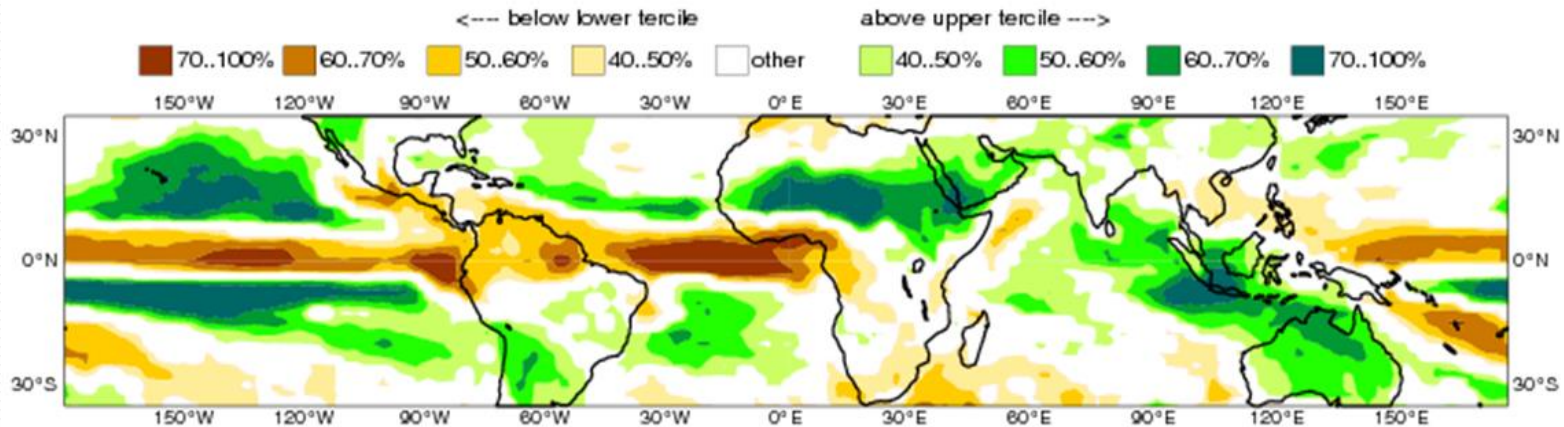 <---- below lower tercile above upper tercile ---->
70..100% 60..70% 50..60% 40..50% other 40..50% 50..60% 60..70% 70..100%
150°W 120°W 90°W 60°W 30°W 0°E 30°E 60°E 90°E 120°E 150°E
30°N 30°N
0°N 0°N
30°S 30°S
150°W 120°W 90°W 60°W 30°W 0°E 30°E 60°E 90°E 120°E 150°E